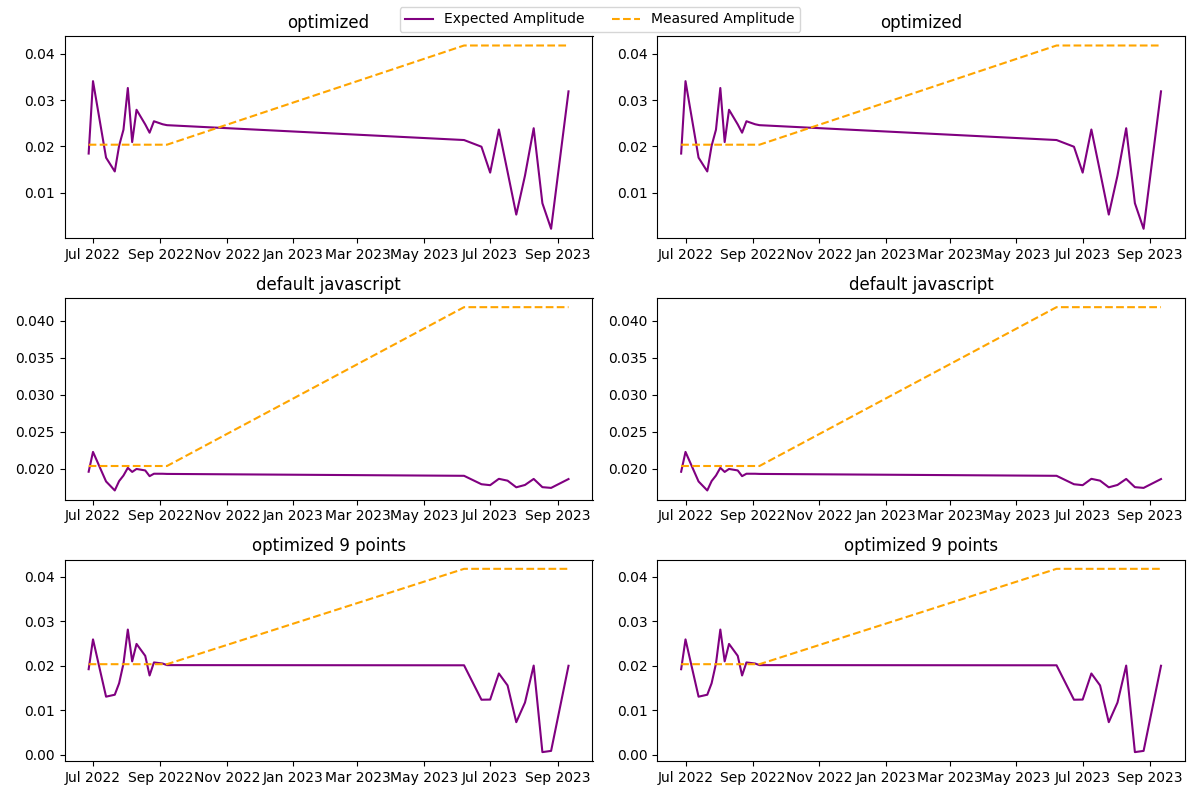 Expected Amplitude Measured Amplitude
optimized optimized
0.04 0.04
0.03 0.03
0.02 0.02
0.01 0.01
Jul 2022 Sep 2022 Nov 2022 Jan 2023 Mar 2023 May 2023 Jul 2023 Sep 2023 Jul 2022 Sep 2022 Nov 2022 Jan 2023 Mar 2023 May 2023 Jul 2023 Sep 2023
default javascript default javascript
0.040 0.040
0.035 0.035
0.030 0.030
0.025 0.025
0.020 0.020
Jul 2022 Sep 2022 Nov 2022 Jan 2023 Mar 2023 May 2023 Jul 2023 Sep 2023 Jul 2022 Sep 2022 Nov 2022 Jan 2023 Mar 2023 May 2023 Jul 2023 Sep 2023
optimized 9 points optimized 9 points
0.04 0.04
0.03 0.03
0.02 0.02
0.01 0.01
0.00 0.00
Jul 2022 Sep 2022 Nov 2022 Jan 2023 Mar 2023 May 2023 Jul 2023 Sep 2023 Jul 2022 Sep 2022 Nov 2022 Jan 2023 Mar 2023 May 2023 Jul 2023 Sep 2023